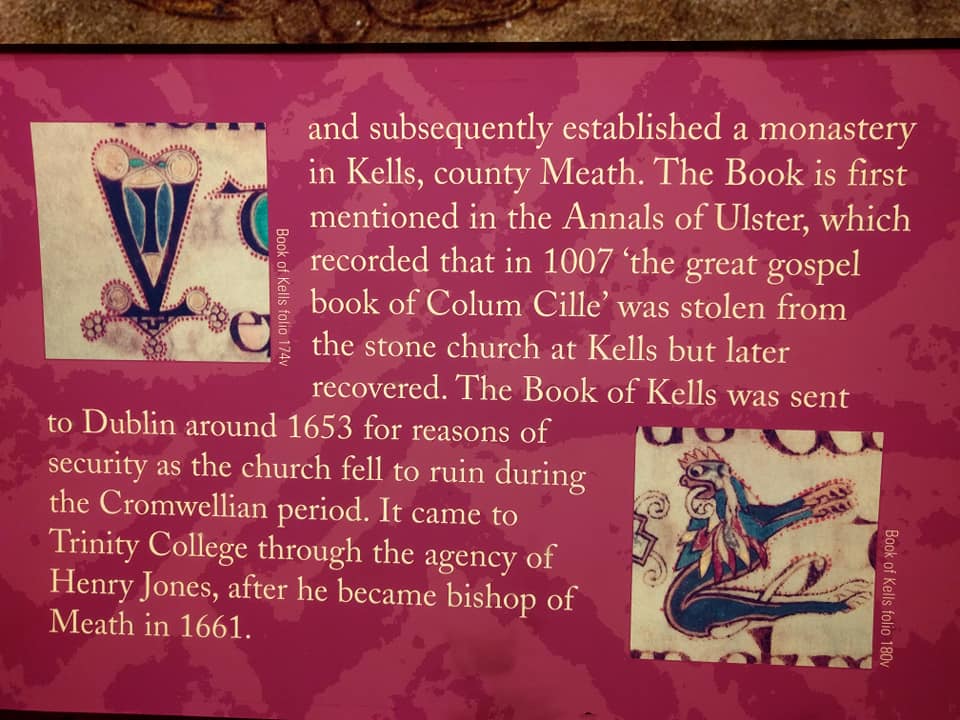 and subsequently established a monastery
in Kells, county Meath. The Book is first
mentioned in the Annals of Ulster, which
recorded that in 1007 ‘the great gospel
book of Colum Cille’ was stolen from
the stone church at Kells but later
recovered. The Book of Kells was sent
to Dublin around 1653 for reasons of
security as the church fell to ruin during
the Cromwellian period. It came to
Trinity College through the agency of
Henry Jones, after he became bishop of
Meath in 1661.
Book of Kells folio 174v
Book of Kells folio 180v